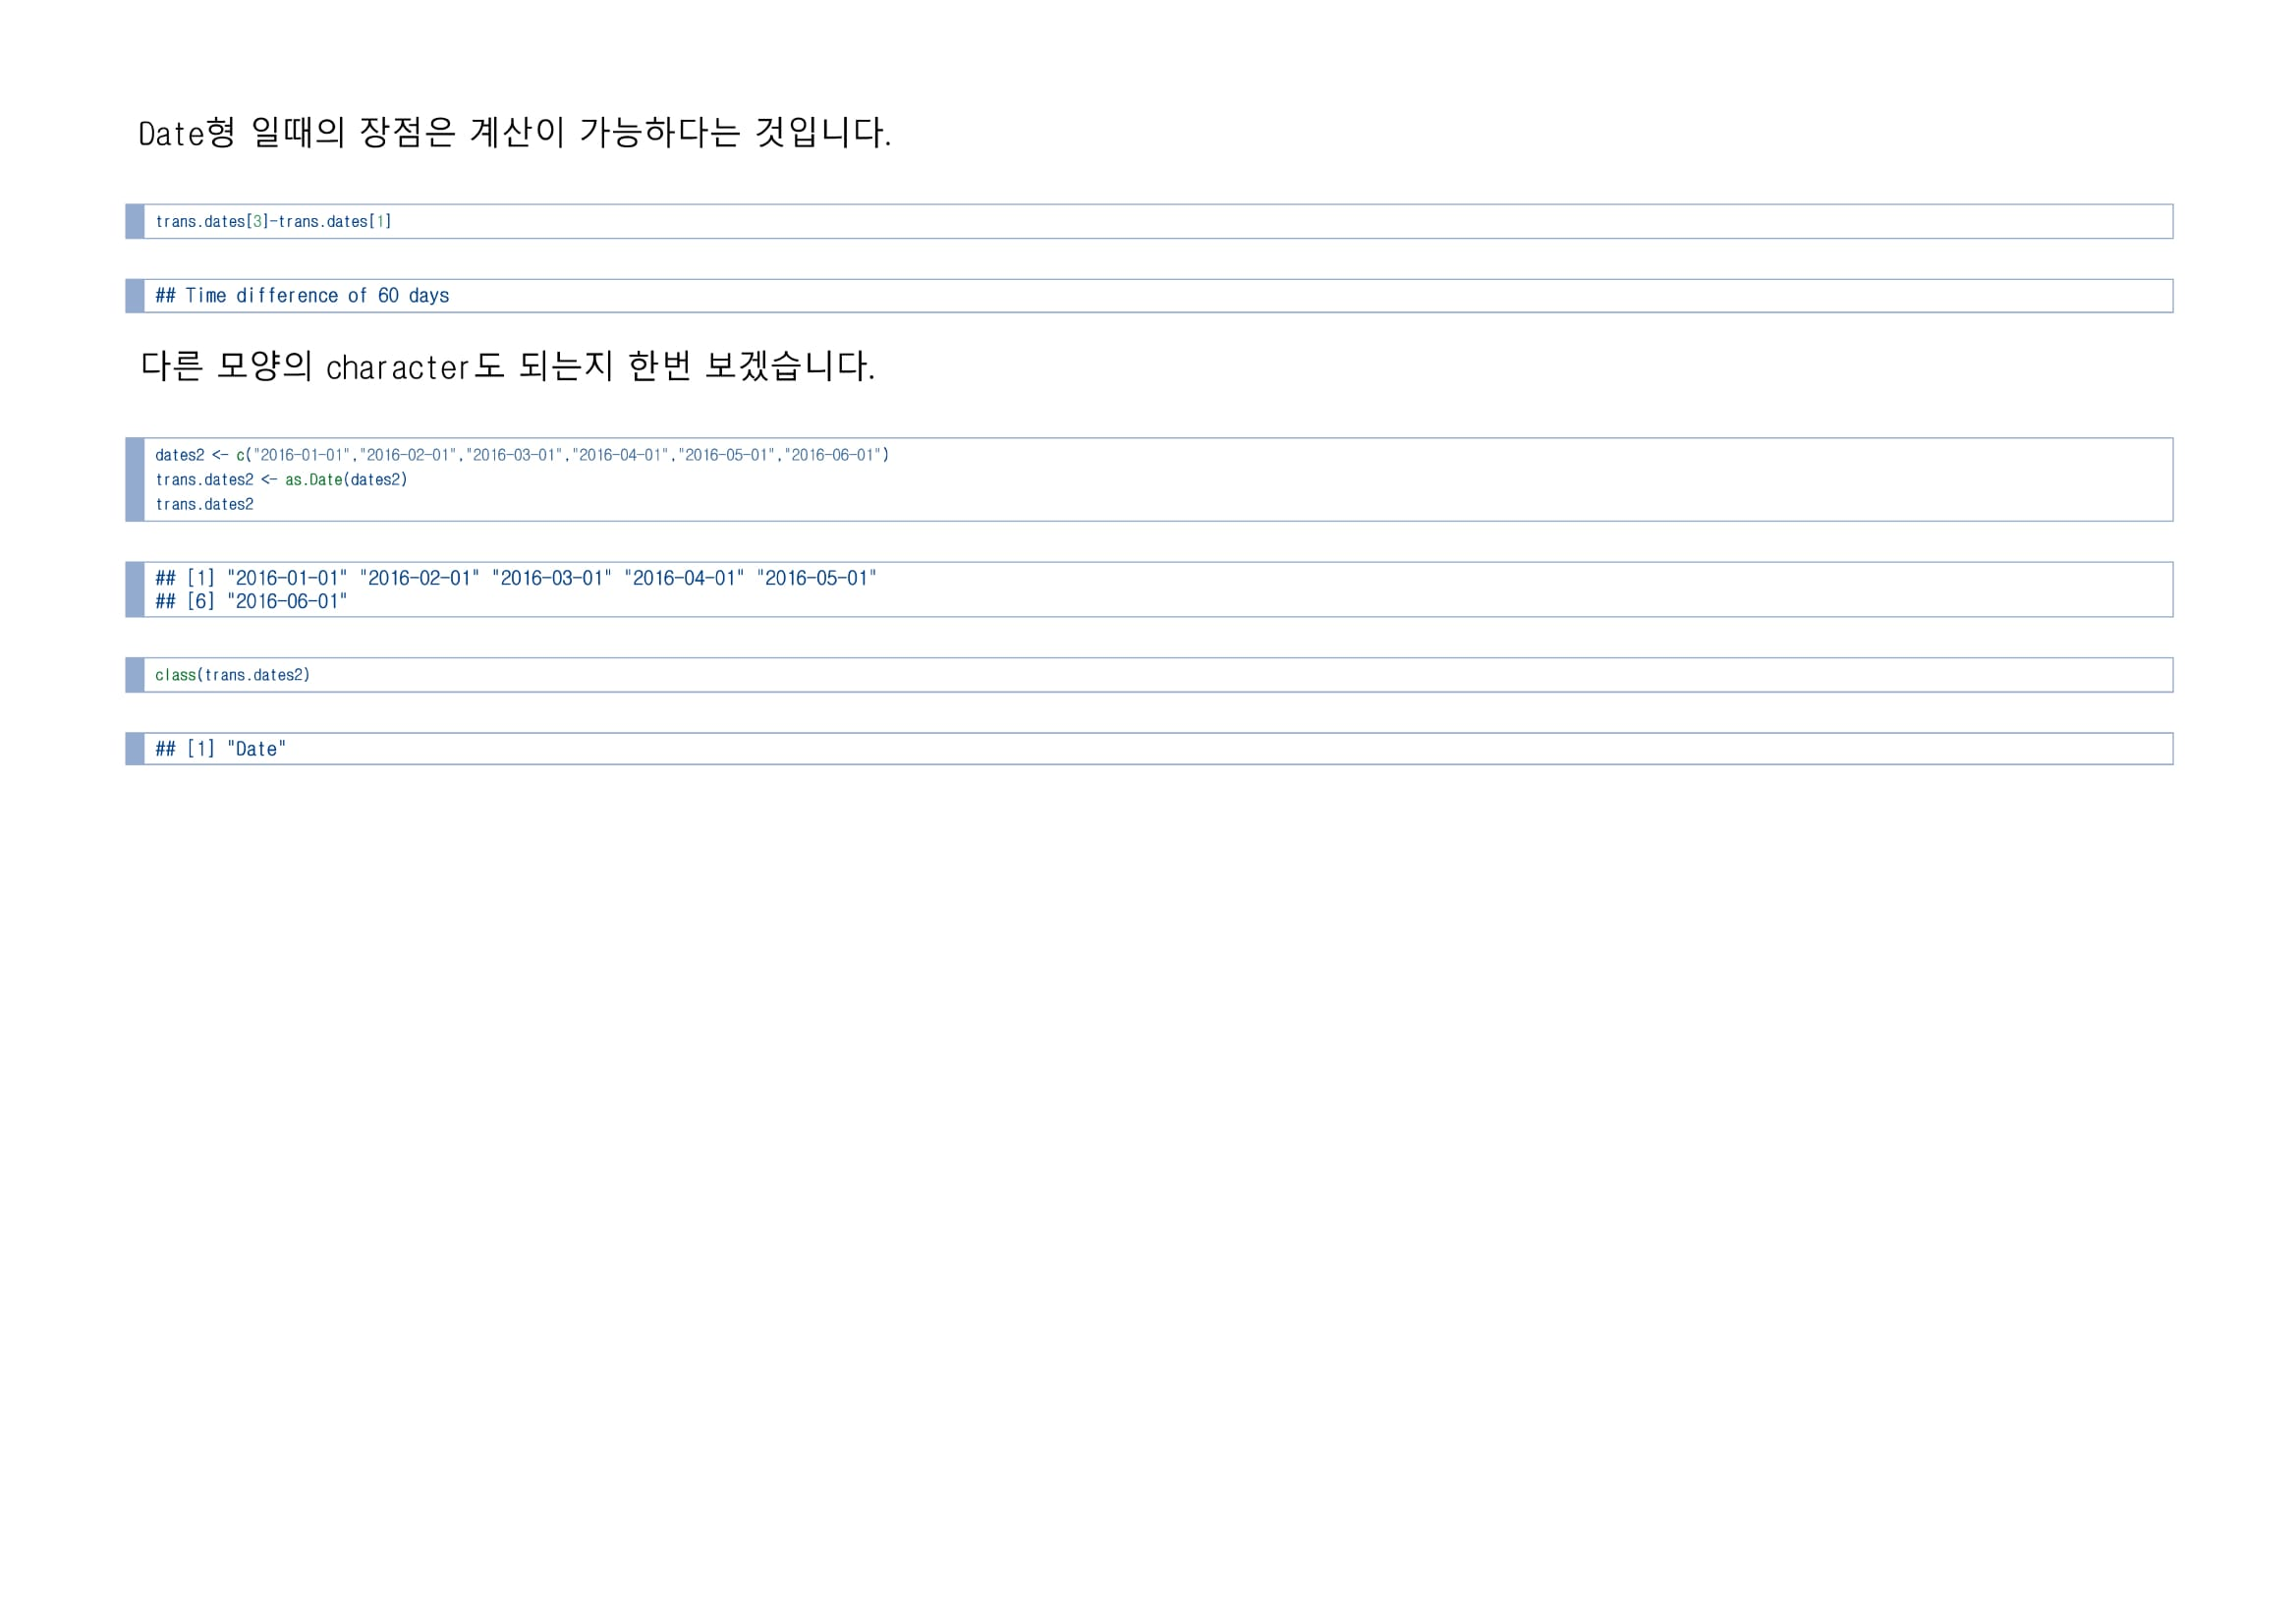 Date형 일때의 장점은 계산이 가능하다는 것입니다.
trans.dates[3]-trans.dates[1]
## Time difference of 60 days
다른 모양의 character도 되는지 한번 보겠습니다.
dates2 <- c("2016-01-01","2016-02-01","2016-03-01","2016-04-01","2016-05-01","2016-06-01")
trans.dates2 <- as.Date(dates2)
trans.dates2
## [1] "2016-01-01" "2016-02-01" "2016-03-01" "2016-04-01" "2016-05-01"
## [6] "2016-06-01"
class(trans.dates2)
## [1] "Date"